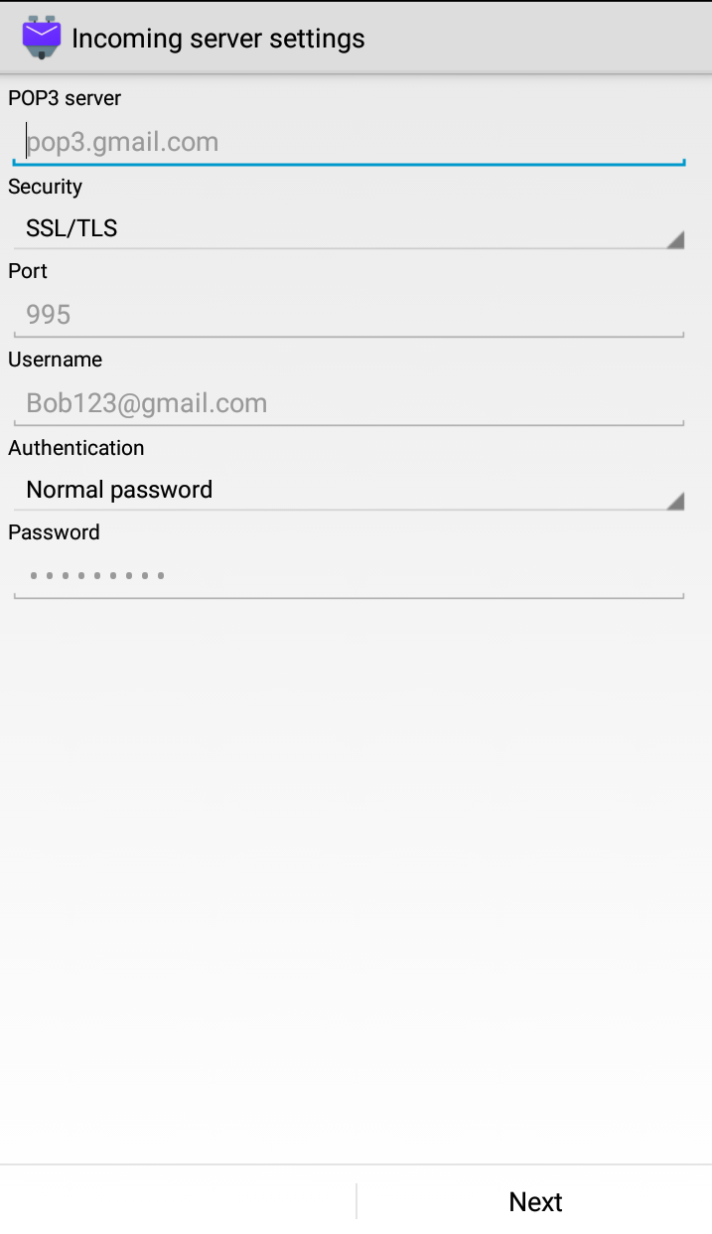 Incoming server settings
POP3 server
pop3.gmail.com
Security
SSL/TLS
Port
995
Username
Bob123@gmail.com
Authentication
Normal password
Password
•••••••••
Next